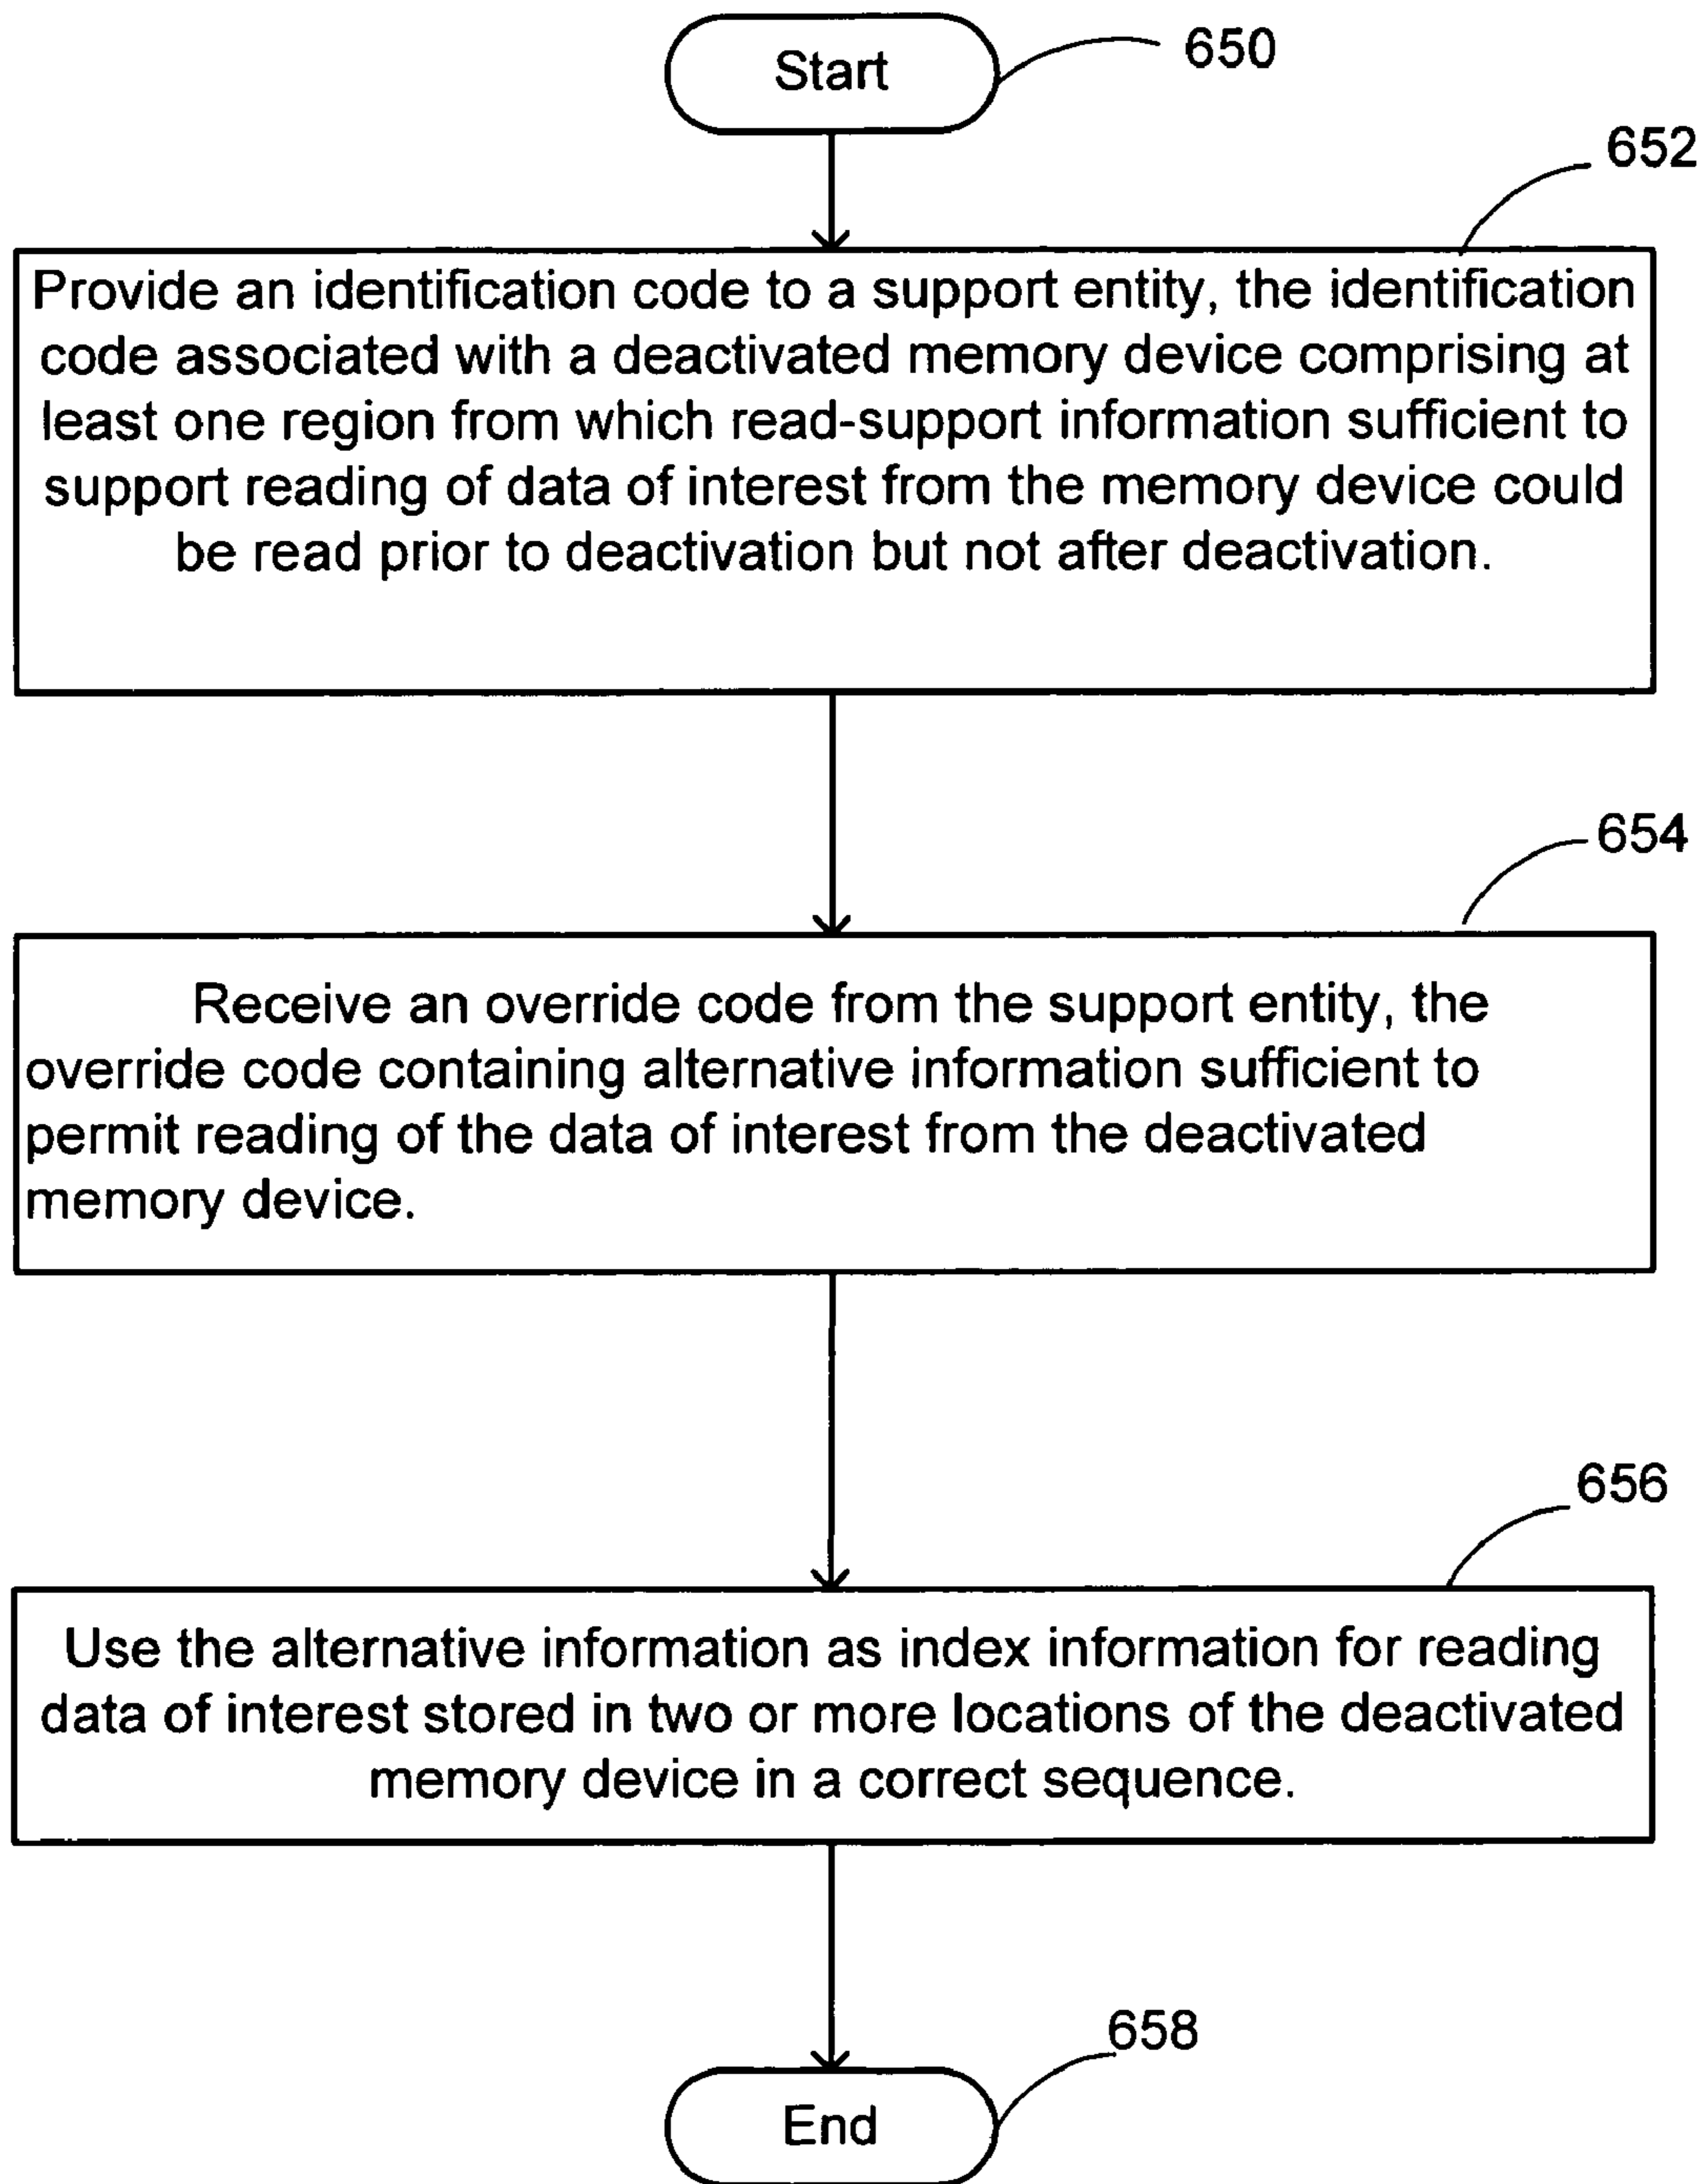 Start
650
652
Provide an identification code to a support entity, the identification
code associated with a deactivated memory device comprising at
least one region from which read-support information sufficient to
support reading of data of interest from the memory device could
be read prior to deactivation but not after deactivation.
654
Receive an override code from the support entity, the
override code containing alternative information sufficient to
permit reading of the data of interest from the deactivated
memory device.
656
Use the alternative information as index information for reading
data of interest stored in two or more locations of the deactivated
memory device in a correct sequence.
658
End